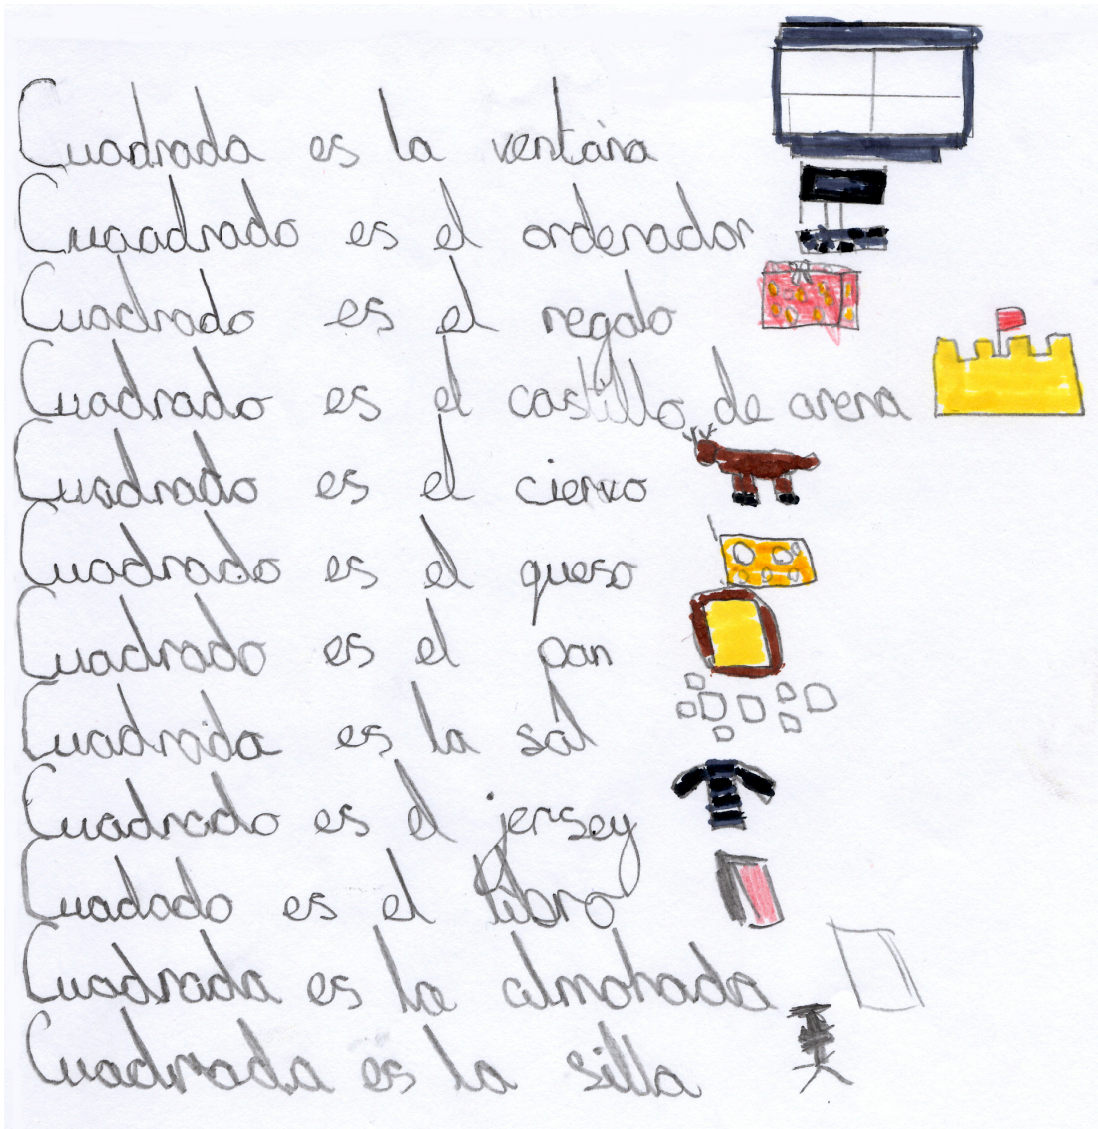 Cuadrada es la ventana
Cuaadrado es el ordenador
Cuadrado es el regalo
Cuadrado es el castillo de arena
Cuadrado es el ciervo
Cuadrado es el queso
Cuadrado es el pan
Cuadrada es la sal
Cuadrado es el jersey
Cuadado es el libro
Cuadrada es la almohada
Cuadrada es la silla